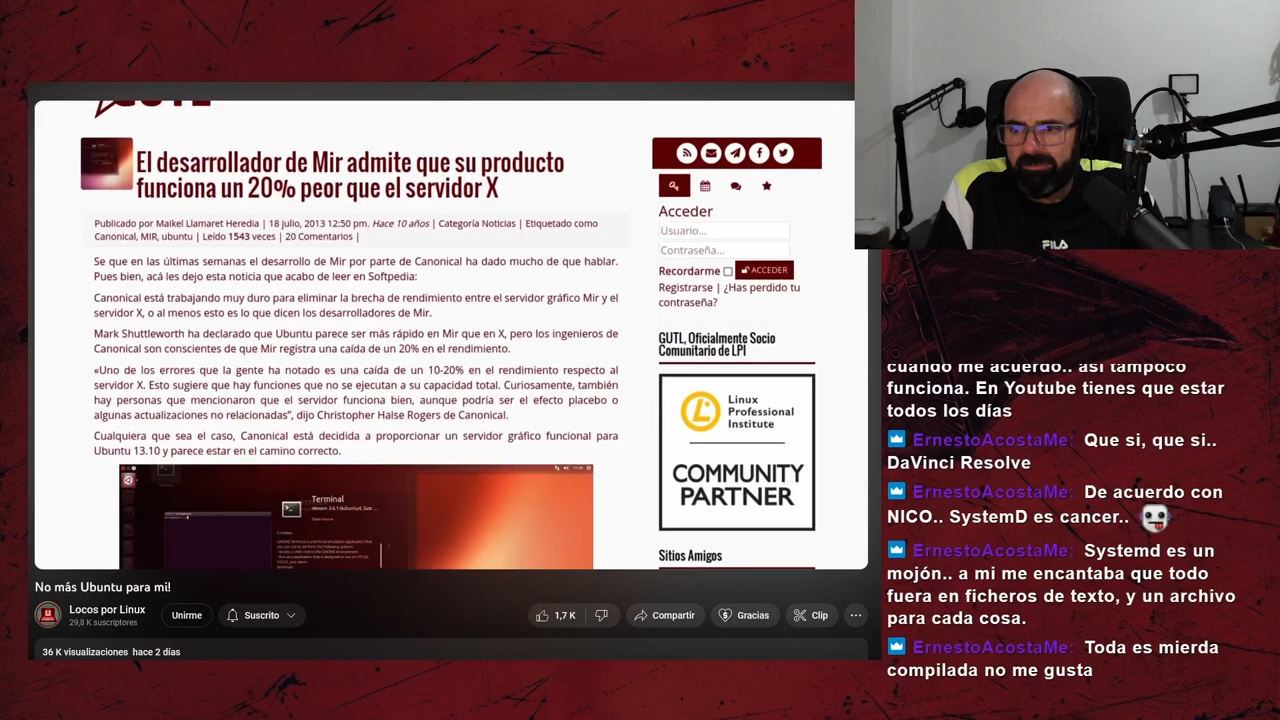 El desarrollador de Mir admite que su producto
funciona un 20% peor que el servidor X
Publicado por Maikel Llamaret Heredia | 18 julio, 2013 12:50 pm. Hace 10 años | Categoría Noticias | Etiquetado como
Canonical, MIR, ubuntu | Leído 1543 veces | 20 Comentarios |
Se que en las últimas semanas el desarrollo de Mir por parte de Canonical ha dado mucho de que hablar.
Pues bien, acá les dejo esta noticia que acabo de leer en Softpedia:
Canonical está trabajando muy duro para eliminar la brecha de rendimiento entre el servidor gráfico Mir y el
servidor X, o al menos esto es lo que dicen los desarrolladores de Mir.
Mark Shuttleworth ha declarado que Ubuntu parece ser más rápido en Mir que en X, pero los ingenieros de
Canonical son conscientes de que Mir registra una caída de un 20% en el rendimiento.
«Uno de los errores que la gente ha notado es una caída de un 10-20% en el rendimiento respecto al
servidor X. Esto sugiere que hay funciones que no se ejecutan a su capacidad total. Curiosamente, también
hay personas que mencionaron que el servidor funciona bien, aunque podría ser el efecto placebo o
algunas actualizaciones no relacionadas”, dijo Christopher Halse Rogers de Canonical.
Cualquiera que sea el caso, Canonical está decidida a proporcionar un servidor gráfico funcional para
Ubuntu 13.10 y parece estar en el camino correcto.
Terminal
Acceder
Usuario...
Contraseña...
Recordarme
ACCEDER
Registrarse | ¿Has perdido tu
contraseña?
GUTL, Oficialmente Socio
Comunitario de LPI
Linux
Professional
Institute
COMMUNITY
PARTNER
Sitios Amigos
No más Ubuntu para mi!
Locos por Linux
29,8 K suscriptores
Unirme
Suscrito
1,7 K
Compartir
Gracias
Clip
36 K visualizaciones hace 2 días
FILA
cuando me acuerdo.. así tampoco
funciona. En Youtube tienes que estar
todos los días
ErnestoAcostaMe: Que si, que si..
DaVinci Resolve
ErnestoAcostaMe: De acuerdo con
NICO.. SystemD es cancer..
ErnestoAcostaMe: Systemd es un
mojón.. a mi me encantaba que todo
fuera en ficheros de texto, y un archivo
para cada cosa.
ErnestoAcostaMe: Toda es mierda
compilada no me gusta